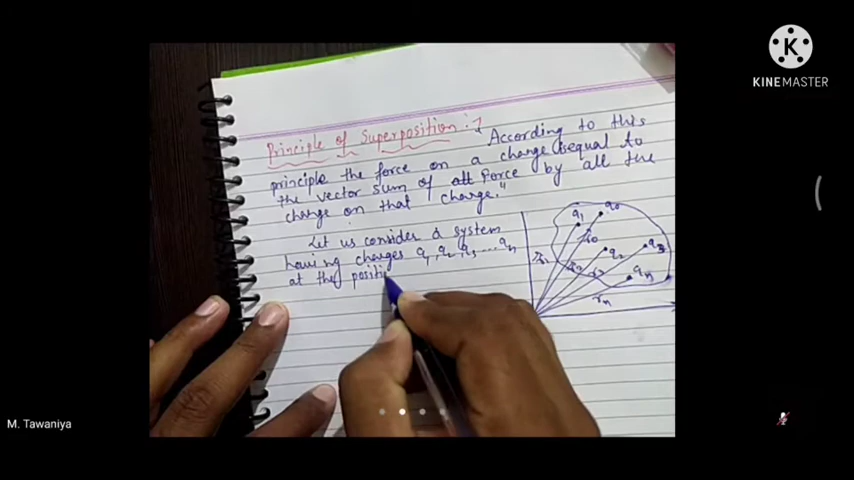 K
KINEMASTER
Principle of Superposition :-
" According to this
principle the force on a charge is equal to
the vector sum of all force by all the
charge on that charge."
Let us consider a system
having charges q1, q2, q3 ... qn
at the positi
q1
q0
r0
q2
q3
qn
rn
M. Tawaniya